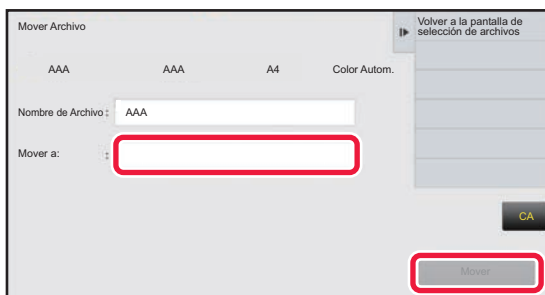 Mover Archivo
Volver a la pantalla de
selección de archivos
AAA AAA A4 Color Autom.
Nombre de Archivo : AAA
Mover a: :
CA
Mover